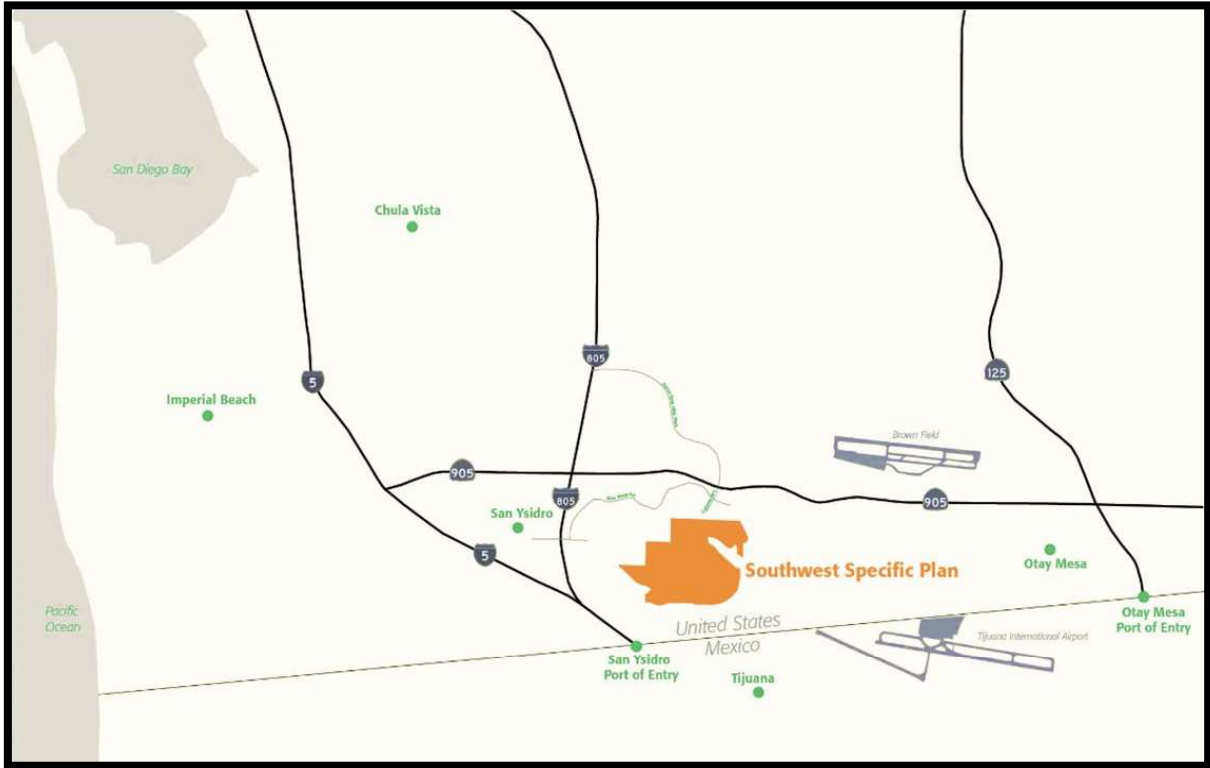 San Diego Bay
Chula Vista
805
5
125
Imperial Beach
Brown Field
905
805
905
San Ysidro
5
Otay Mesa
Southwest Specific Plan
Pacific
Ocean
United States
Mexico
Otay Mesa
Port of Entry
Tijuana International Airport
San Ysidro
Port of Entry
Tijuana